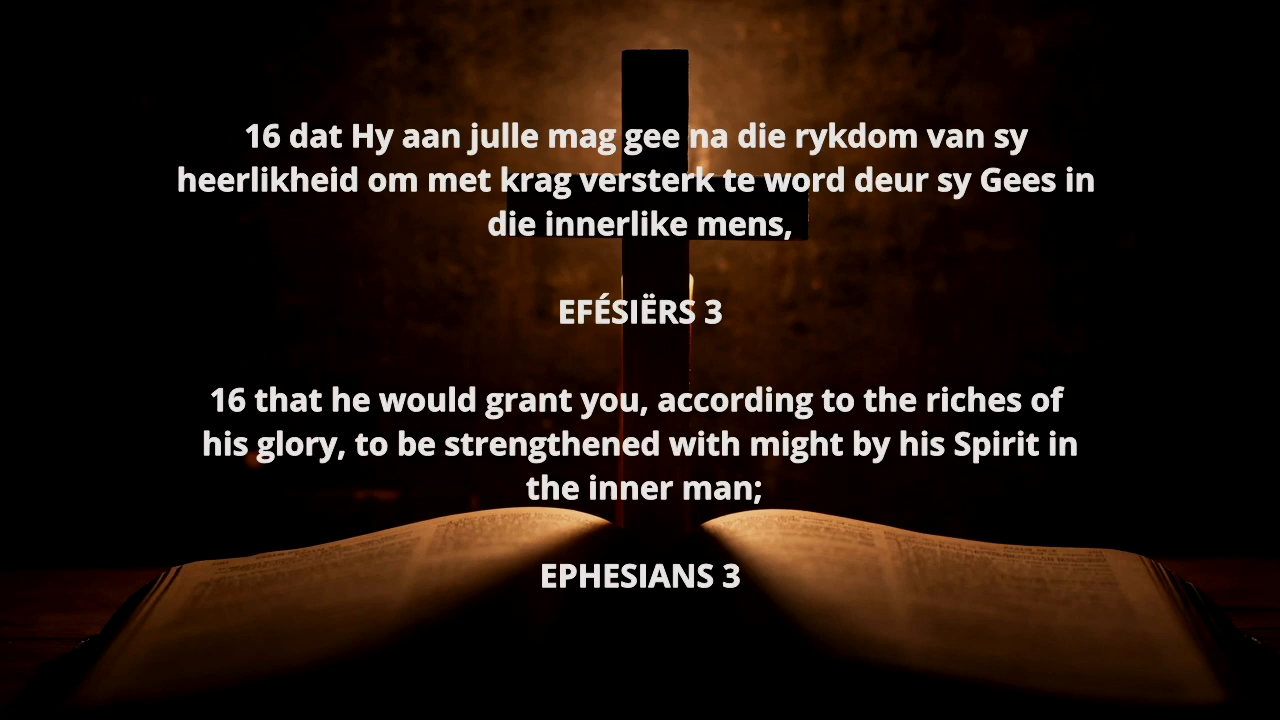 16 dat Hy aan julle mag gee na die rykdom van sy
heerlikheid om met krag versterk te word deur sy Gees in
die innerlike mens,
EFÉSIËRS 3
16 that he would grant you, according to the riches of
his glory, to be strengthened with might by his Spirit in
the inner man;
EPHESIANS 3